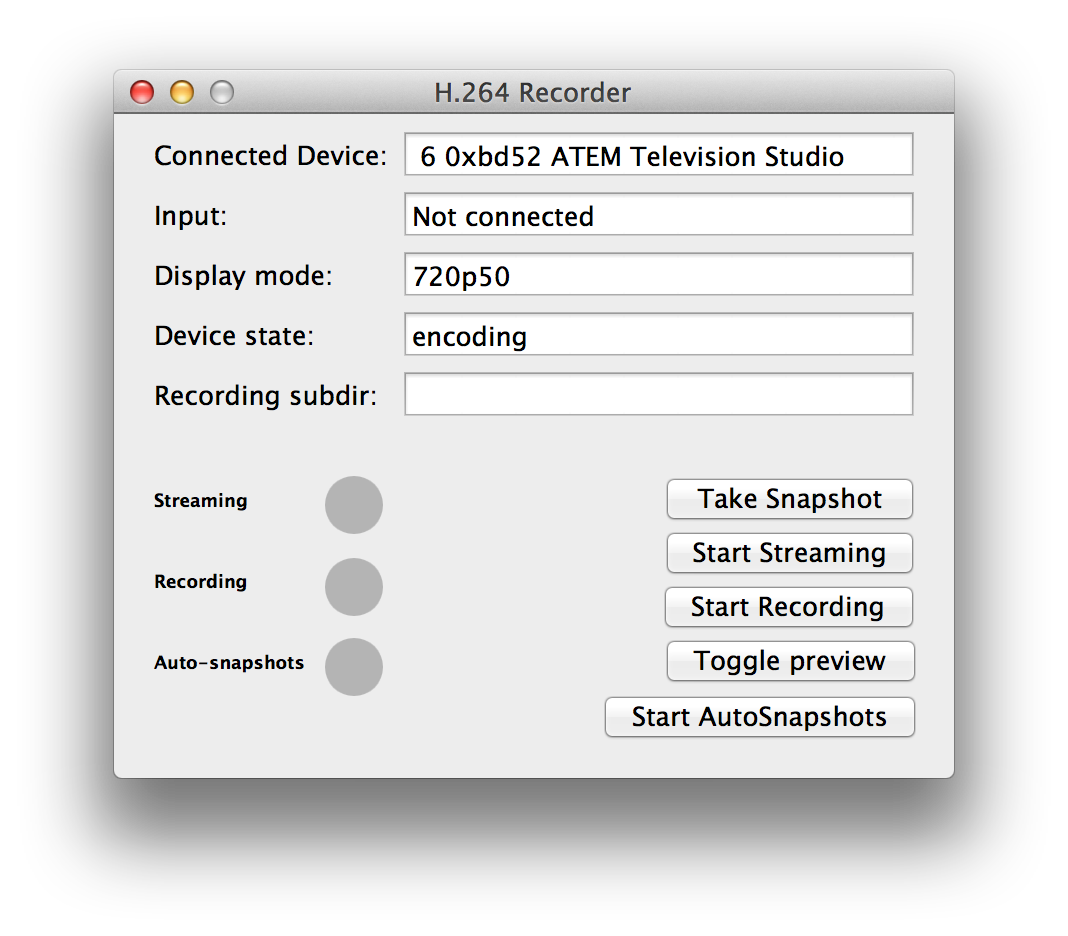 H.264 Recorder
Connected Device: 6 0xbd52 ATEM Television Studio
Input: Not connected
Display mode: 720p50
Device state: encoding
Recording subdir:
Streaming
Take Snapshot
Start Streaming
Recording
Start Recording
Auto-snapshots
Toggle preview
Start AutoSnapshots